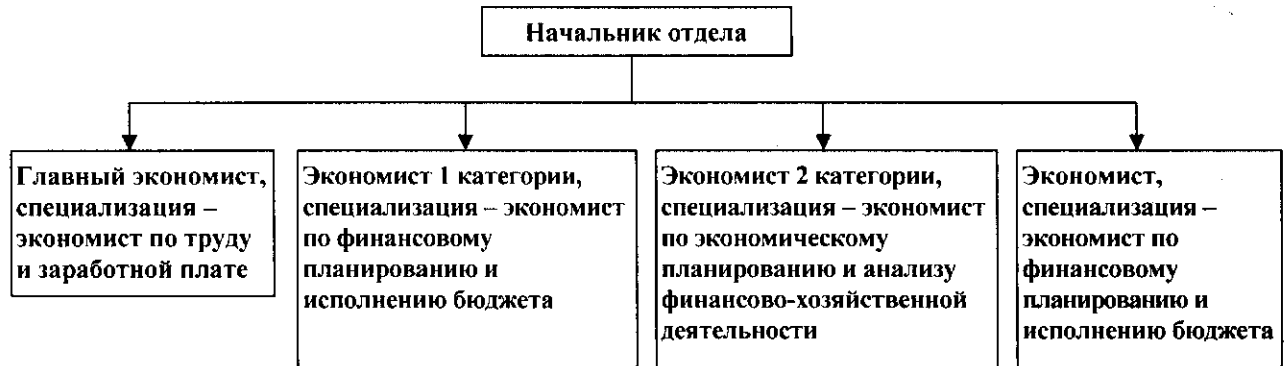 Начальник отдела
Главный экономист,
специализация –
экономист по труду
и заработной плате
Экономист 1 категории,
специализация – экономист
по финансовому
планированию и
исполнению бюджета
Экономист 2 категории,
специализация – экономист
по экономическому
планированию и анализу
финансово-хозяйственной
деятельности
Экономист,
специализация –
экономист по
финансовому
планированию и
исполнению бюджета